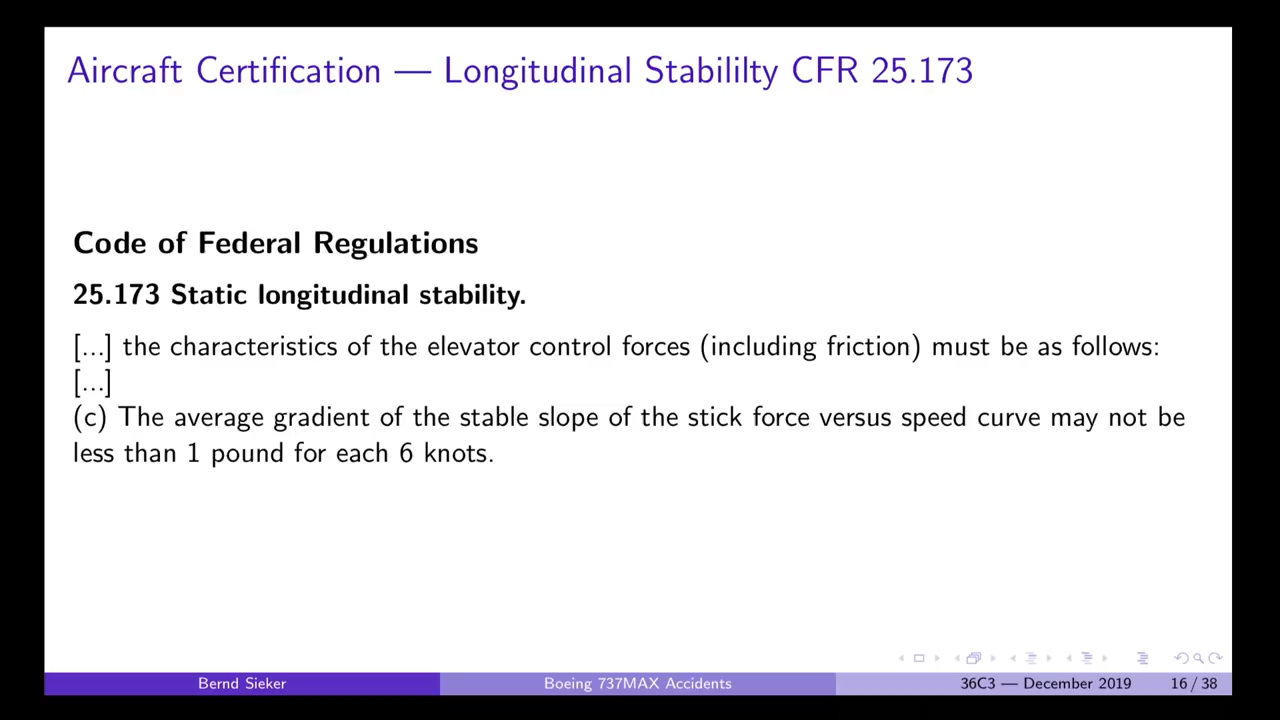 Aircraft Certification — Longitudinal Stabililty CFR 25.173
Code of Federal Regulations
25.173 Static longitudinal stability.
[...] the characteristics of the elevator control forces (including friction) must be as follows:
[...]
(c) The average gradient of the stable slope of the stick force versus speed curve may not be
less than 1 pound for each 6 knots.
Bernd Sieker Boeing 737MAX Accidents 36C3 — December 2019 16 / 38